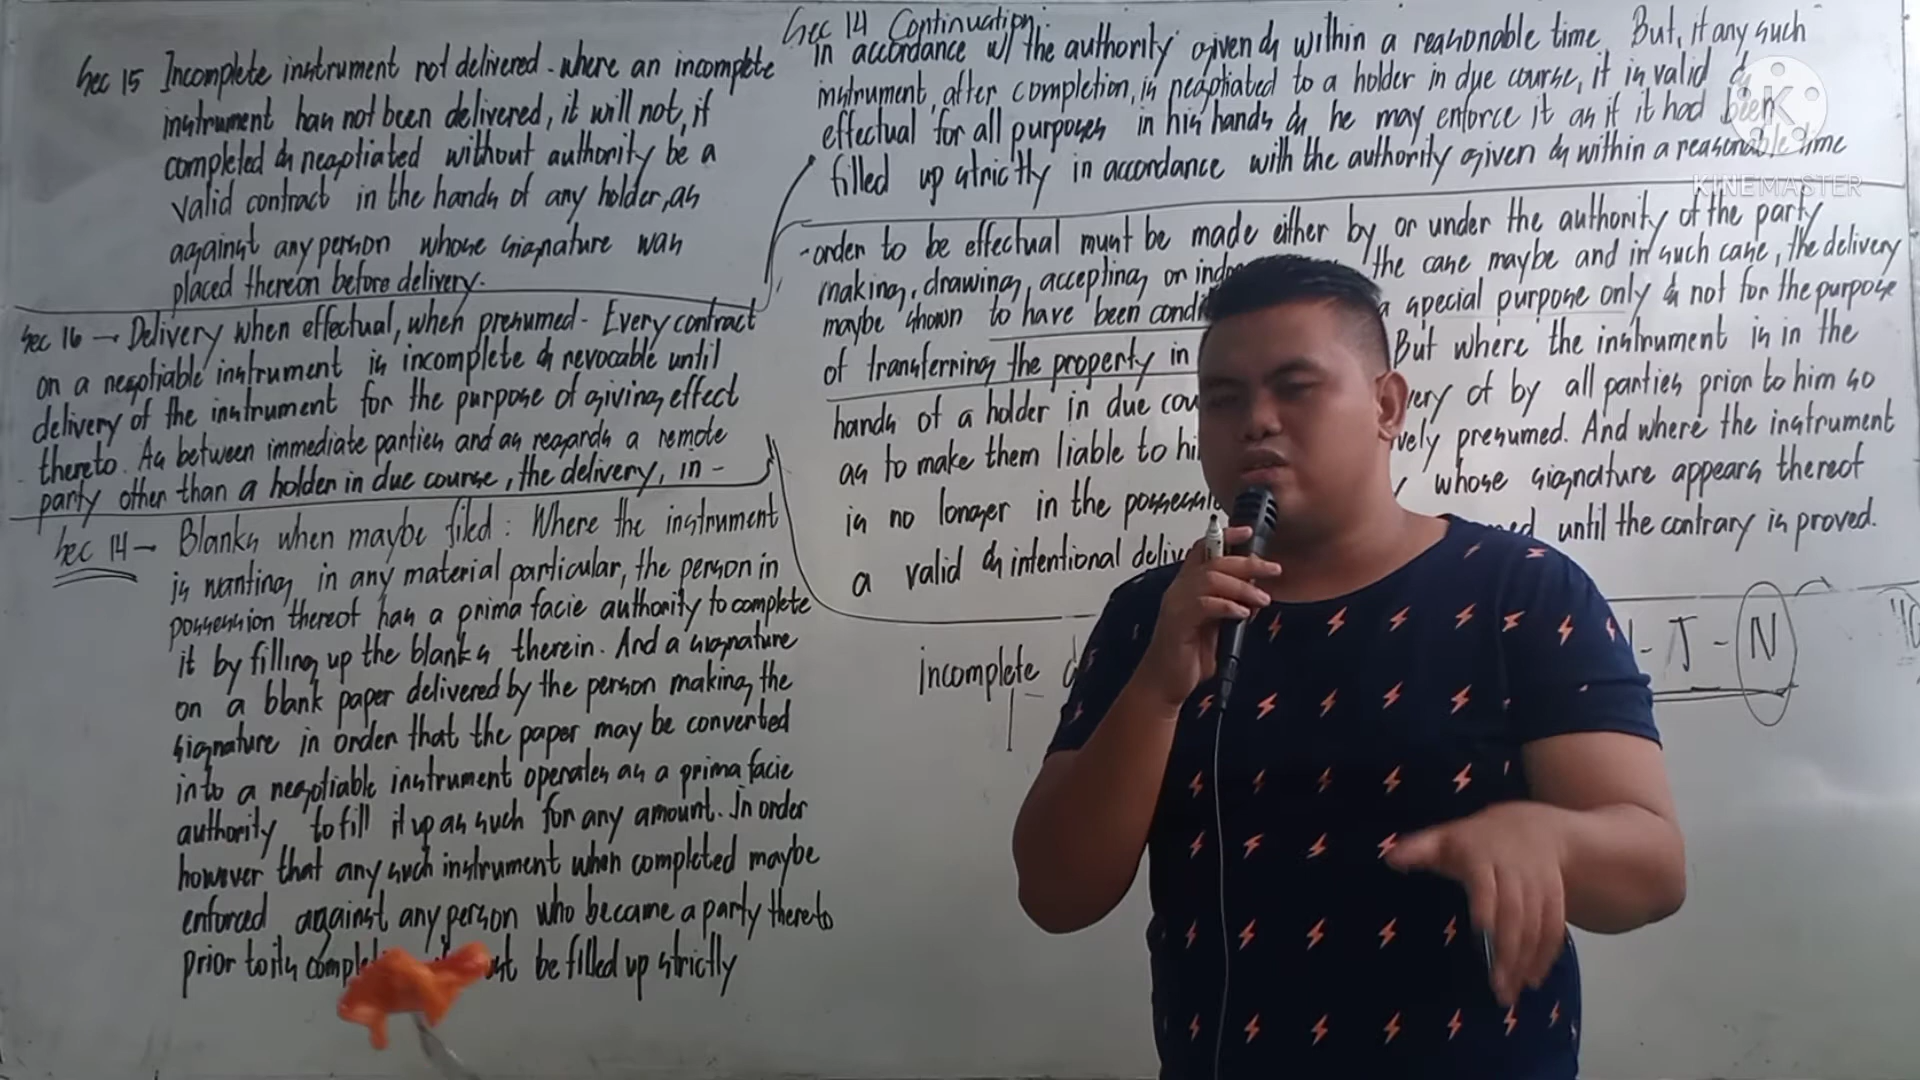 Sec 15 Incomplete instrument not delivered - where an incomplete
instrument has not been delivered, it will not, if
completed & negotiated without authority be a
valid contract in the hands of any holder, as
against any person whose signature was
placed thereon before delivery.
Sec 16 - Delivery when effectual, when presumed - Every contract
on a negotiable instrument is incomplete & revocable until
delivery of the instrument for the purpose of giving effect
thereto. As between immediate parties and as regards a remote
party other than a holder in due course, the delivery, in -
Sec 14 - Blanks when maybe filed : Where the instrument
is wanting in any material particular, the person in
possession thereof has a prima facie authority to complete
it by filling up the blanks therein. And a signature
on a blank paper delivered by the person making the
signature in order that the paper may be converted
into a negotiable instrument operates as a prima facie
authority to fill it up as such for any amount. In order
however that any such instrument when completed maybe
enforced against any person who became a party thereto
prior to its be filled up strictly
Sec 14 Continuation:
in accordance w/ the authority given & within a reasonable time. But, if any such
instrument, after completion, is negotiated to a holder in due course, it is valid &
effectual for all purposes in his hands & he may enforce it as if it had been
filled up strictly in accordance with the authority given & within a reasonable time
KINEMASTER
-order to be effectual must be made either by or under the authority of the party
making, drawing, accepting or the case maybe and in such case, the delivery
maybe shown to have been a special purpose only & not for the purpose
of transferring the property in But where the instrument is in the
hands of a holder in due of by all parties prior to him so
as to make them liable to presumed. And where the instrument
is no longer in the whose signature appears thereof
a valid & intentional until the contrary is proved.
incomplete - J - N